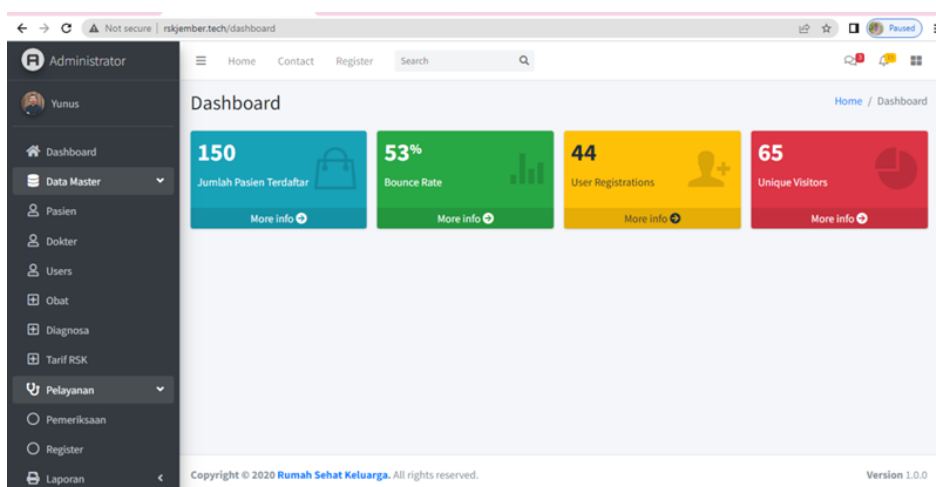 Not secure | rskjember.tech/dashboard
Paused
Administrator
Home Contact Register Search
Yunus
Dashboard
Home / Dashboard
Dashboard
Data Master
Pasien
Dokter
Users
Obat
Diagnosa
Tarif RSK
Pelayanan
Pemeriksaan
Register
Laporan
150
Jumlah Pasien Terdaftar
More info
53%
Bounce Rate
More info
44
User Registrations
More info
65
Unique Visitors
More info
Copyright © 2020 Rumah Sehat Keluarga. All rights reserved.
Version 1.0.0